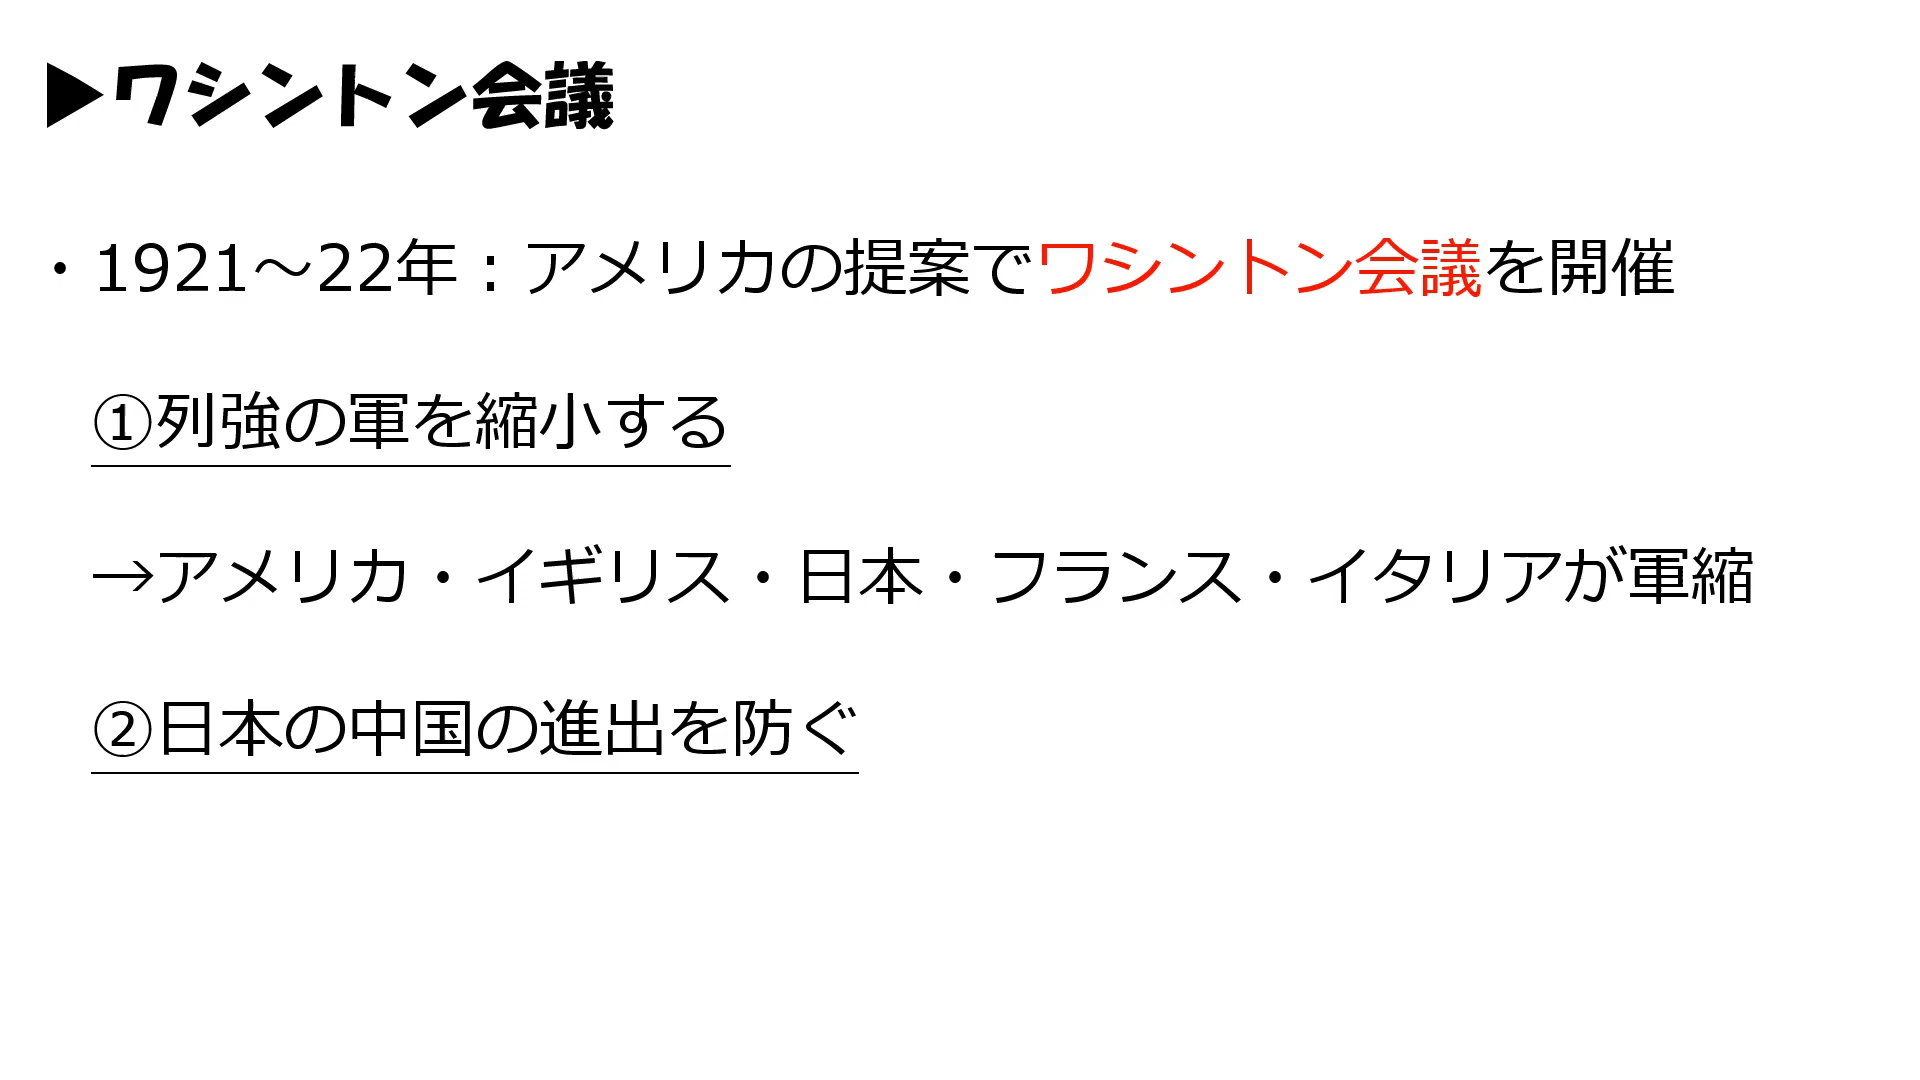 ▶ワシントン会議
・1921～22年：アメリカの提案でワシントン会議を開催
①列強の軍を縮小する
→アメリカ・イギリス・日本・フランス・イタリアが軍縮
②日本の中国の進出を防ぐ